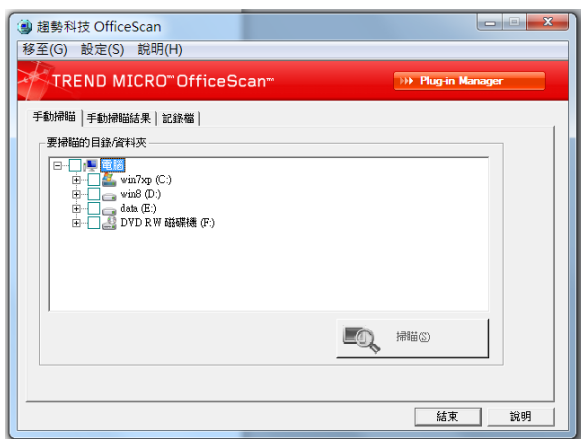 趨勢科技 OfficeScan
移至(G) 設定(S) 說明(H)
TREND MICRO™ OfficeScan™
Plug-in Manager
手動掃瞄 手動掃瞄結果 記錄檔
要掃瞄的目錄/資料夾
電腦
win7xp (C:)
win8 (D:)
data (E:)
DVD RW 磁碟機 (F:)
掃瞄(S)
結束 說明